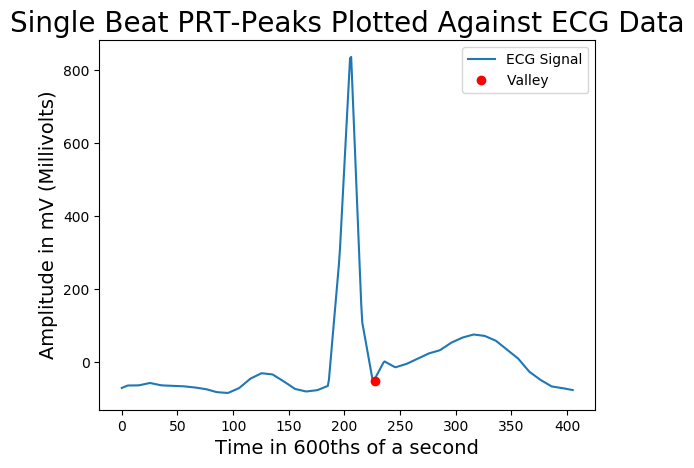 Single Beat PRT-Peaks Plotted Against ECG Data
ECG Signal
Valley
Amplitude in mV (Millivolts)
800
600
400
200
0
0 50 100 150 200 250 300 350 400
Time in 600ths of a second